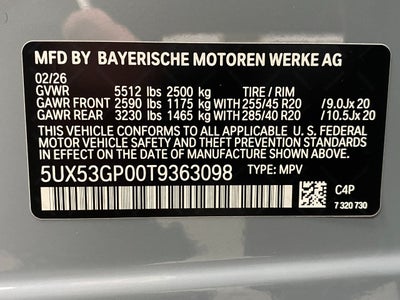 MFD BY BAYERISCHE MOTOREN WERKE AG
02/26
GVWR 5512 lbs 2500 kg TIRE / RIM
GAWR FRONT 2590 lbs 1175 kg WITH 255/45 R20 /9.0Jx 20
GAWR REAR 3230 lbs 1465 kg WITH 285/40 R20 /10.5Jx 20
THIS VEHICLE CONFORMS TO ALL APPLICABLE U. S. FEDERAL
MOTOR VEHICLE SAFETY AND THEFT PREVENTION STANDARDS
IN EFFECT ON THE DATE OF MANUFACTURE SHOWN ABOVE.
5UX53GP00T9363098 TYPE: MPV
C4P
7 320 730